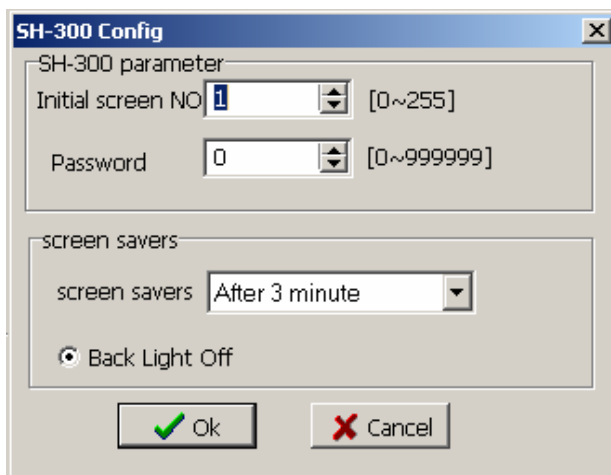 SH-300 Config
SH-300 parameter
Initial screen NO 1 [0~255]
Password 0 [0~999999]
screen savers
screen savers After 3 minute
Back Light Off
Ok Cancel